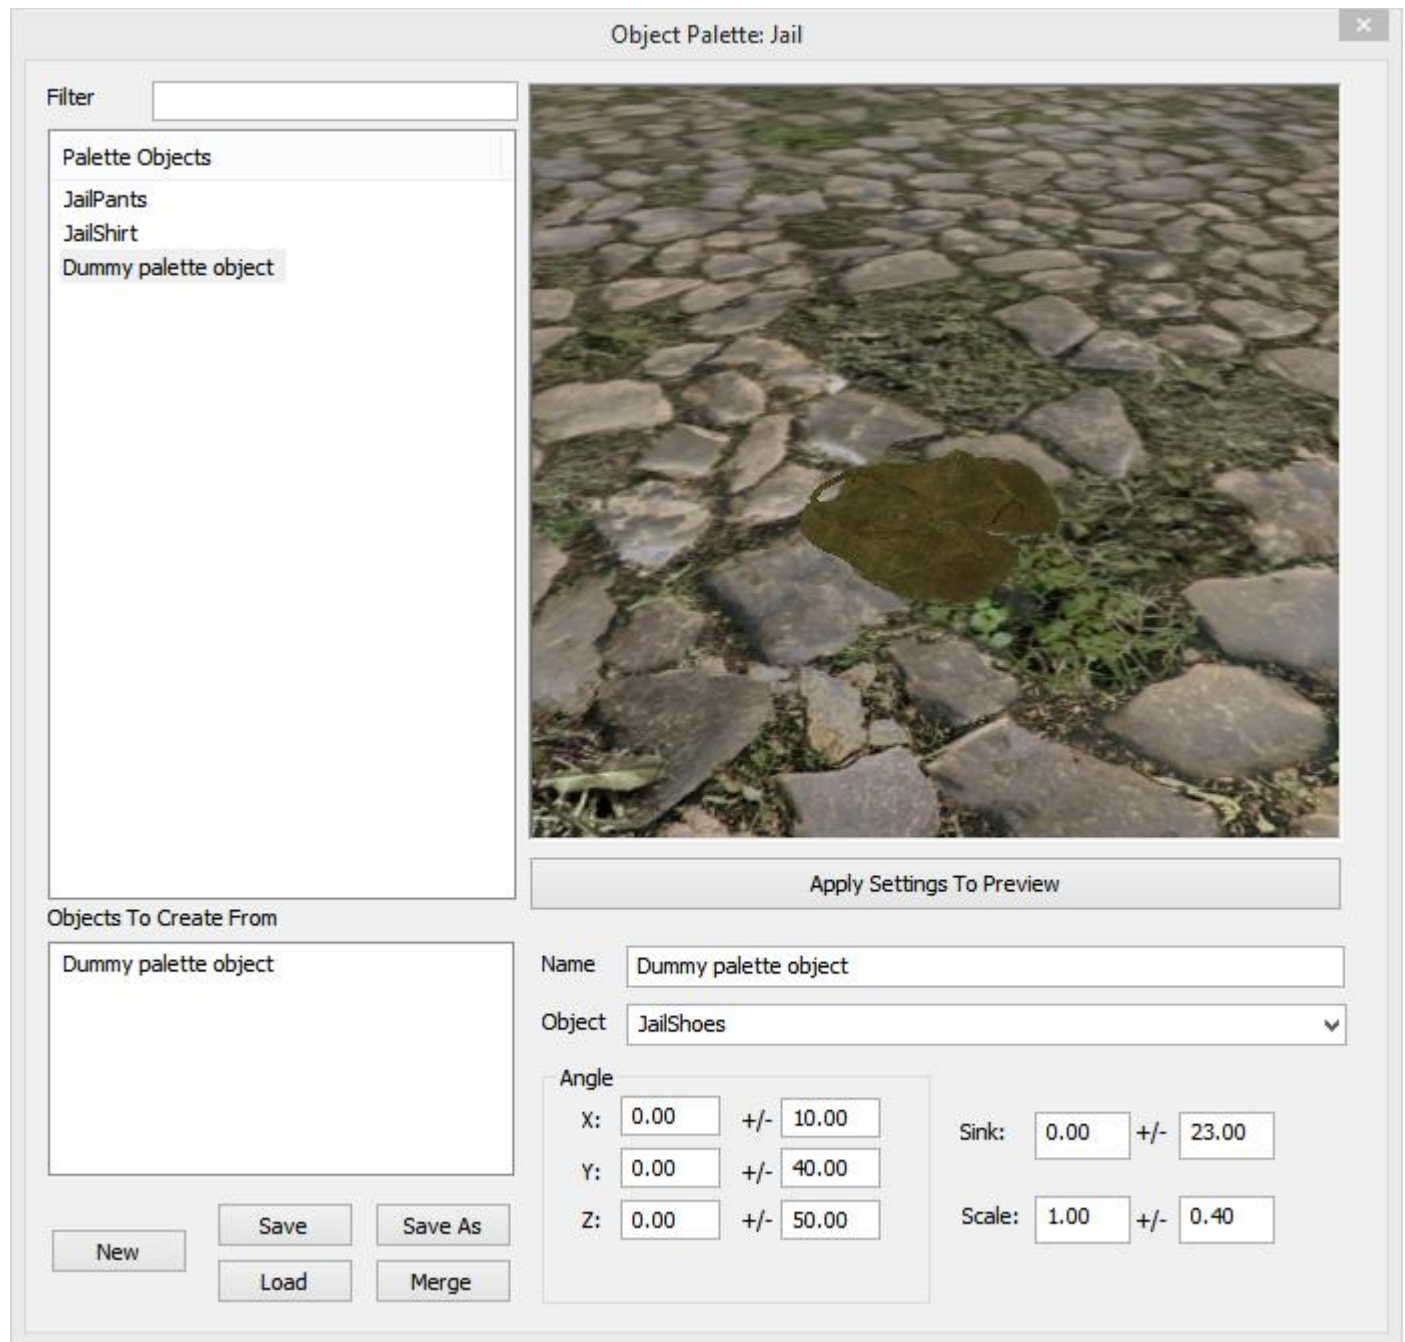 Object Palette: Jail
Filter
Palette Objects
JailPants
JailShirt
Dummy palette object
Apply Settings To Preview
Objects To Create From
Dummy palette object
Name Dummy palette object
Object JailShoes
Angle
X: 0.00 +/- 10.00
Y: 0.00 +/- 40.00
Z: 0.00 +/- 50.00
Sink: 0.00 +/- 23.00
Scale: 1.00 +/- 0.40
New
Save Save As
Load Merge